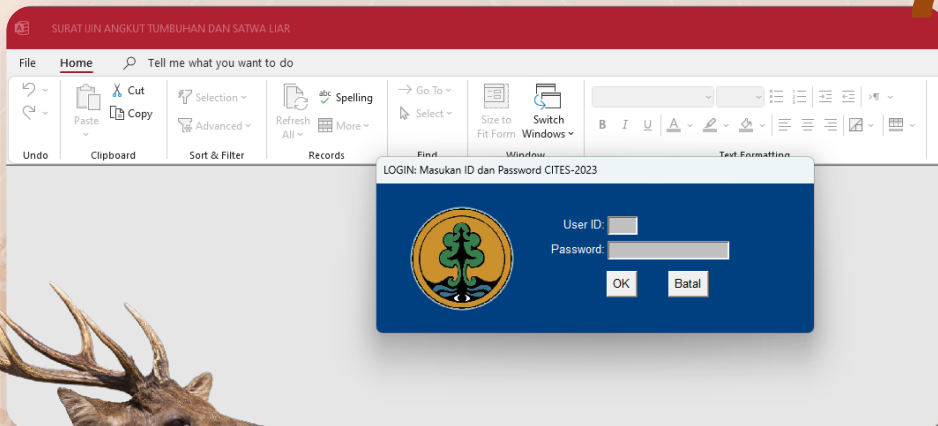 SURAT IJIN ANGKUT TUMBUHAN DAN SATWA LIAR
File Home Tell me what you want to do
Cut
Copy
Paste
Selection
Advanced
Refresh All
abc Spelling
More
Go To
Select
Size to Fit Form
Switch Windows
B I U A
Undo Clipboard Sort & Filter Records Find Window Text Formatting
LOGIN: Masukan ID dan Password CITES-2023
User ID:
Password:
OK Batal